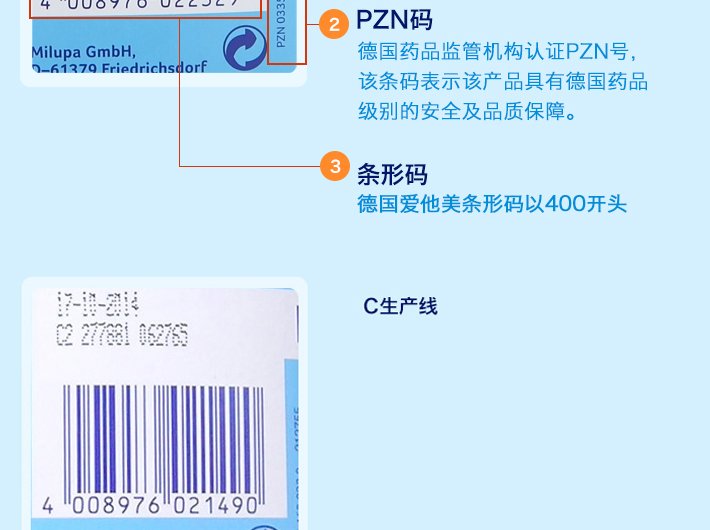 4 008976 022329
PZN 0335
Milupa GmbH,
D-61379 Friedrichsdorf
2 PZN码
德国药品监管机构认证PZN号，
该条码表示该产品具有德国药品
级别的安全及品质保障。
3 条形码
德国爱他美条形码以400开头
C生产线
17-10-2014
C2 277881 062765
4 008976 021490